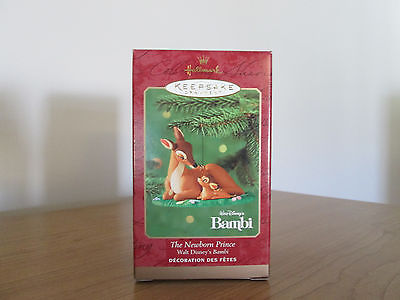 Hallmark
KEEPSAKE
ORNAMENT
Walt Disney's
Bambi
The Newborn Prince
Walt Disney's Bambi
DÉCORATION DES FÊTES